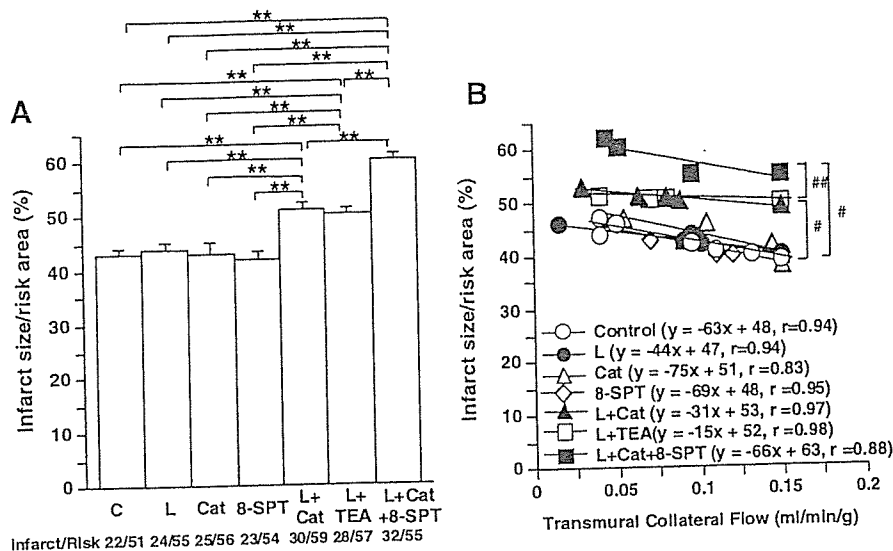 A
**
**
**
**
**
**
**
**
**
**
**
**
**
**
Infarct size/risk area (%)
60
50
40
30
20
10
0
C L Cat 8-SPT L+ Cat L+ TEA L+Cat +8-SPT
Infarct/Risk 22/51 24/55 25/56 23/54 30/59 28/57 32/55
B
Infarct size/risk area (%)
60
50
40
30
20
10
0
##
#
#
Control (y = -63x + 48, r=0.94)
L (y = -44x + 47, r=0.94)
Cat (y = -75x + 51, r=0.83)
8-SPT (y = -69x + 48, r=0.95)
L+Cat (y = -31x + 53, r=0.97)
L+TEA(y = -15x + 52, r=0.98)
L+Cat+8-SPT (y = -66x + 63, r=0.88)
0.05 0.1 0.15 0.2
Transmural Collateral Flow (ml/min/g)